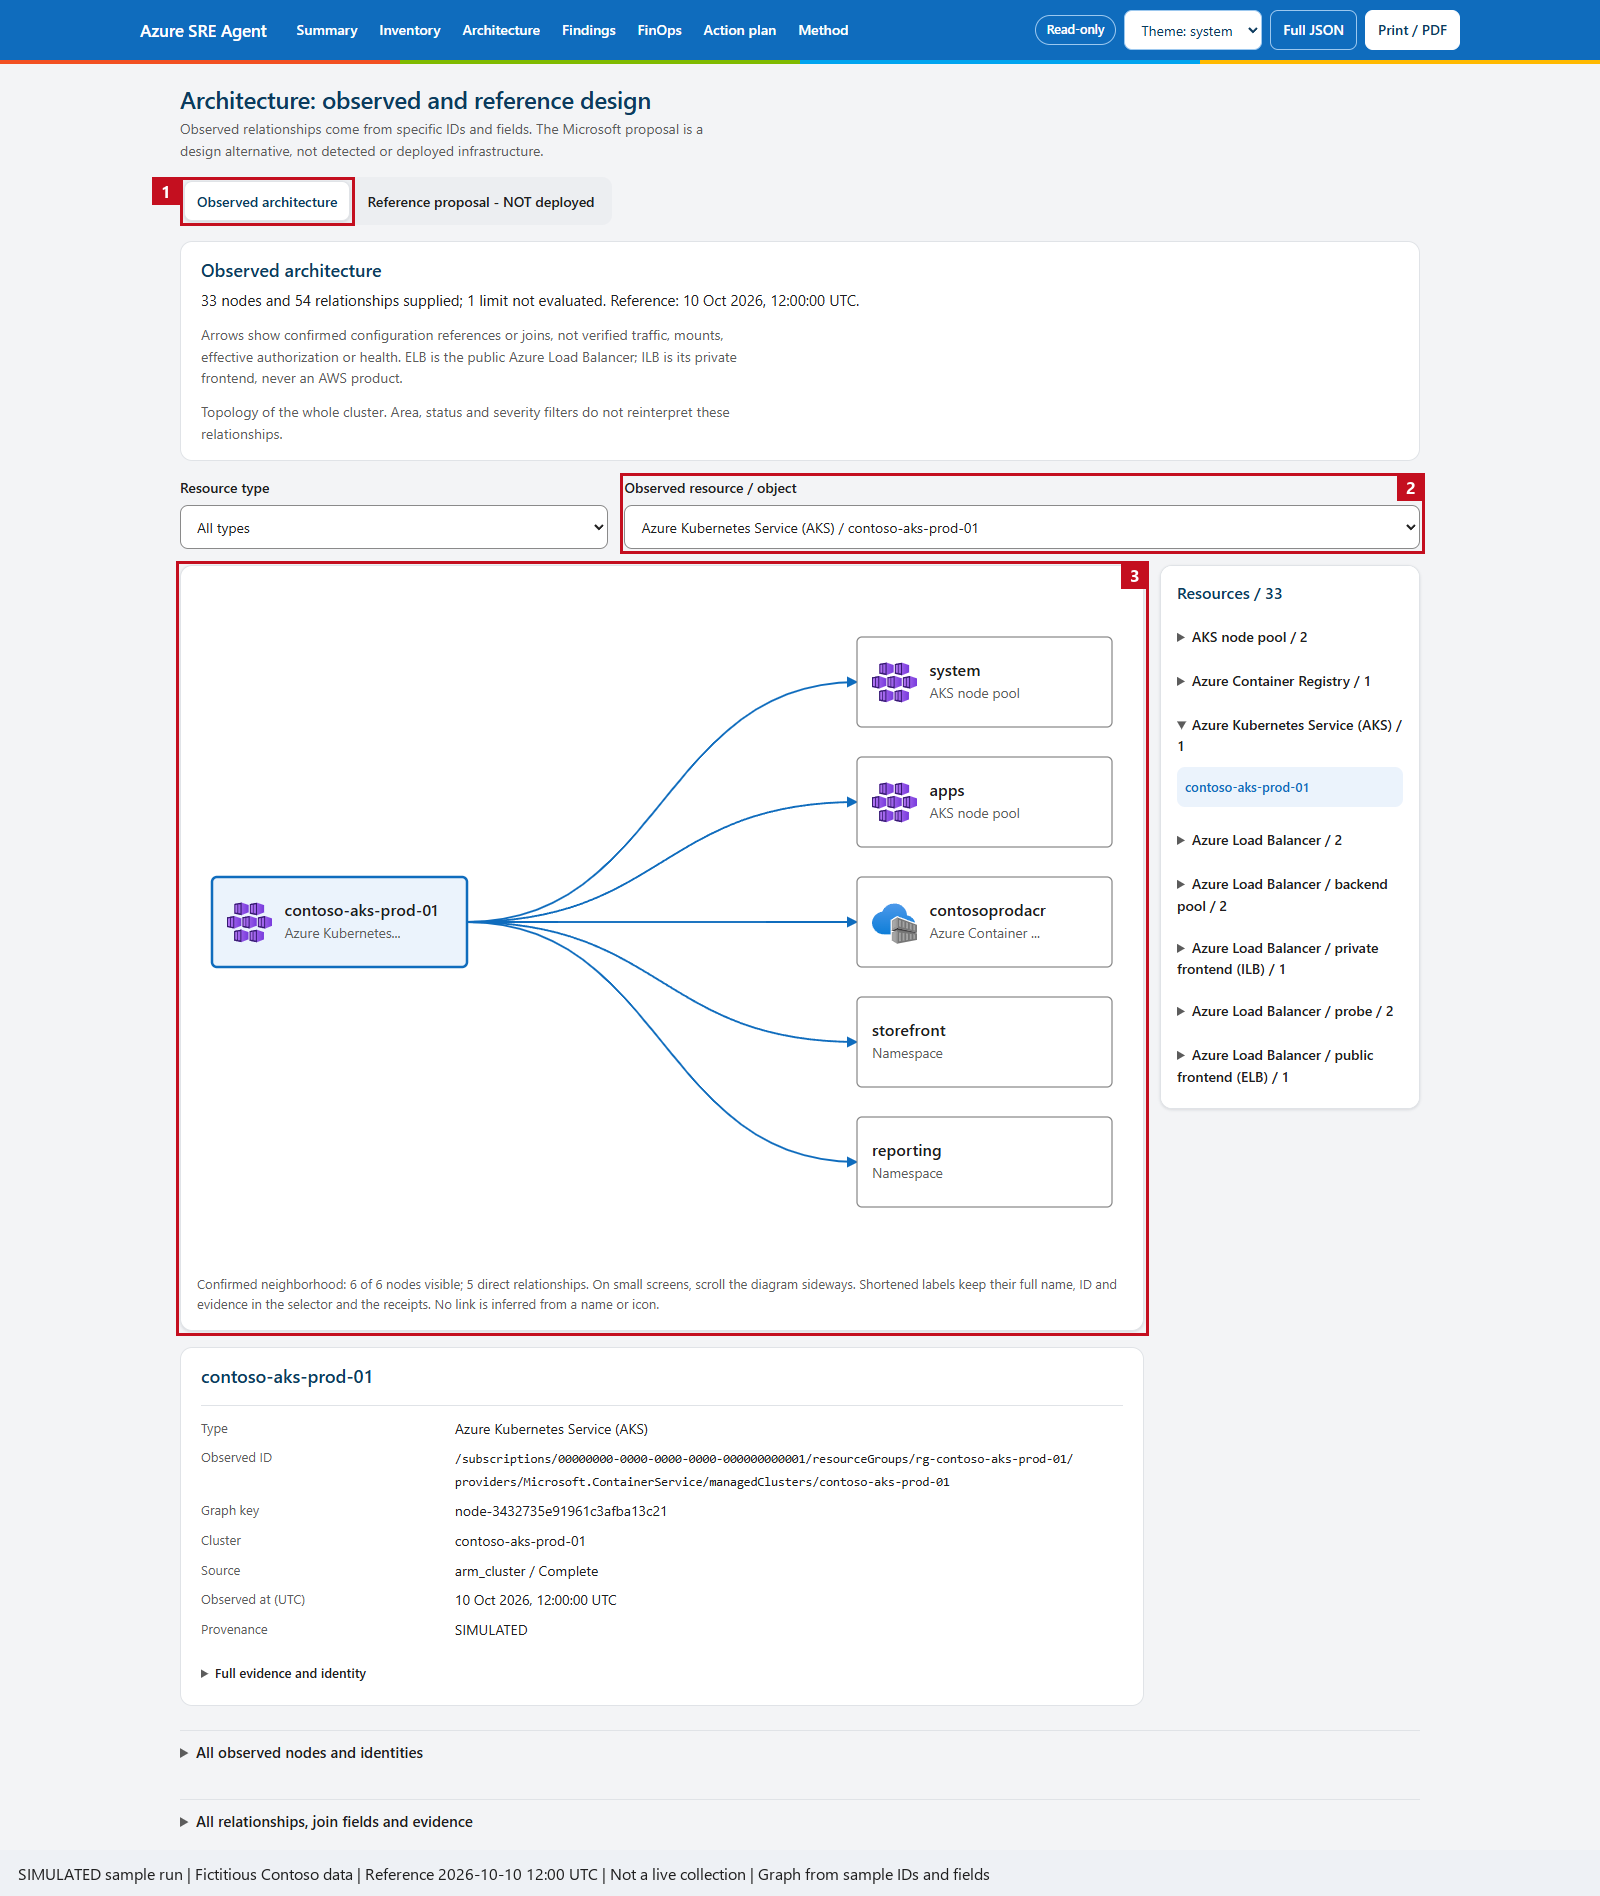 Azure SRE Agent
Summary
Inventory
Architecture
Findings
FinOps
Action plan
Method
Read-only
Theme: system
Full JSON
Print / PDF
Architecture: observed and reference design
Observed relationships come from specific IDs and fields. The Microsoft proposal is a
design alternative, not detected or deployed infrastructure.
1
Observed architecture
Reference proposal - NOT deployed
Observed architecture
33 nodes and 54 relationships supplied; 1 limit not evaluated. Reference: 10 Oct 2026, 12:00:00 UTC.
Arrows show confirmed configuration references or joins, not verified traffic, mounts,
effective authorization or health. ELB is the public Azure Load Balancer; ILB is its private
frontend, never an AWS product.
Topology of the whole cluster. Area, status and severity filters do not reinterpret these
relationships.
Resource type
All types
Observed resource / object
2
Azure Kubernetes Service (AKS) / contoso-aks-prod-01
3
contoso-aks-prod-01
Azure Kubernetes...
system
AKS node pool
apps
AKS node pool
contosoprodacr
Azure Container ...
storefront
Namespace
reporting
Namespace
Confirmed neighborhood: 6 of 6 nodes visible; 5 direct relationships. On small screens, scroll the diagram sideways. Shortened labels keep their full name, ID and
evidence in the selector and the receipts. No link is inferred from a name or icon.
Resources / 33
AKS node pool / 2
Azure Container Registry / 1
Azure Kubernetes Service (AKS) /
1
contoso-aks-prod-01
Azure Load Balancer / 2
Azure Load Balancer / backend
pool / 2
Azure Load Balancer / private
frontend (ILB) / 1
Azure Load Balancer / probe / 2
Azure Load Balancer / public
frontend (ELB) / 1
contoso-aks-prod-01
Type
Azure Kubernetes Service (AKS)
Observed ID
/subscriptions/00000000-0000-0000-0000-000000000001/resourceGroups/rg-contoso-aks-prod-01/
providers/Microsoft.ContainerService/managedClusters/contoso-aks-prod-01
Graph key
node-3432735e91961c3afba13c21
Cluster
contoso-aks-prod-01
Source
arm_cluster / Complete
Observed at (UTC)
10 Oct 2026, 12:00:00 UTC
Provenance
SIMULATED
Full evidence and identity
All observed nodes and identities
All relationships, join fields and evidence
SIMULATED sample run | Fictitious Contoso data | Reference 2026-10-10 12:00 UTC | Not a live collection | Graph from sample IDs and fields